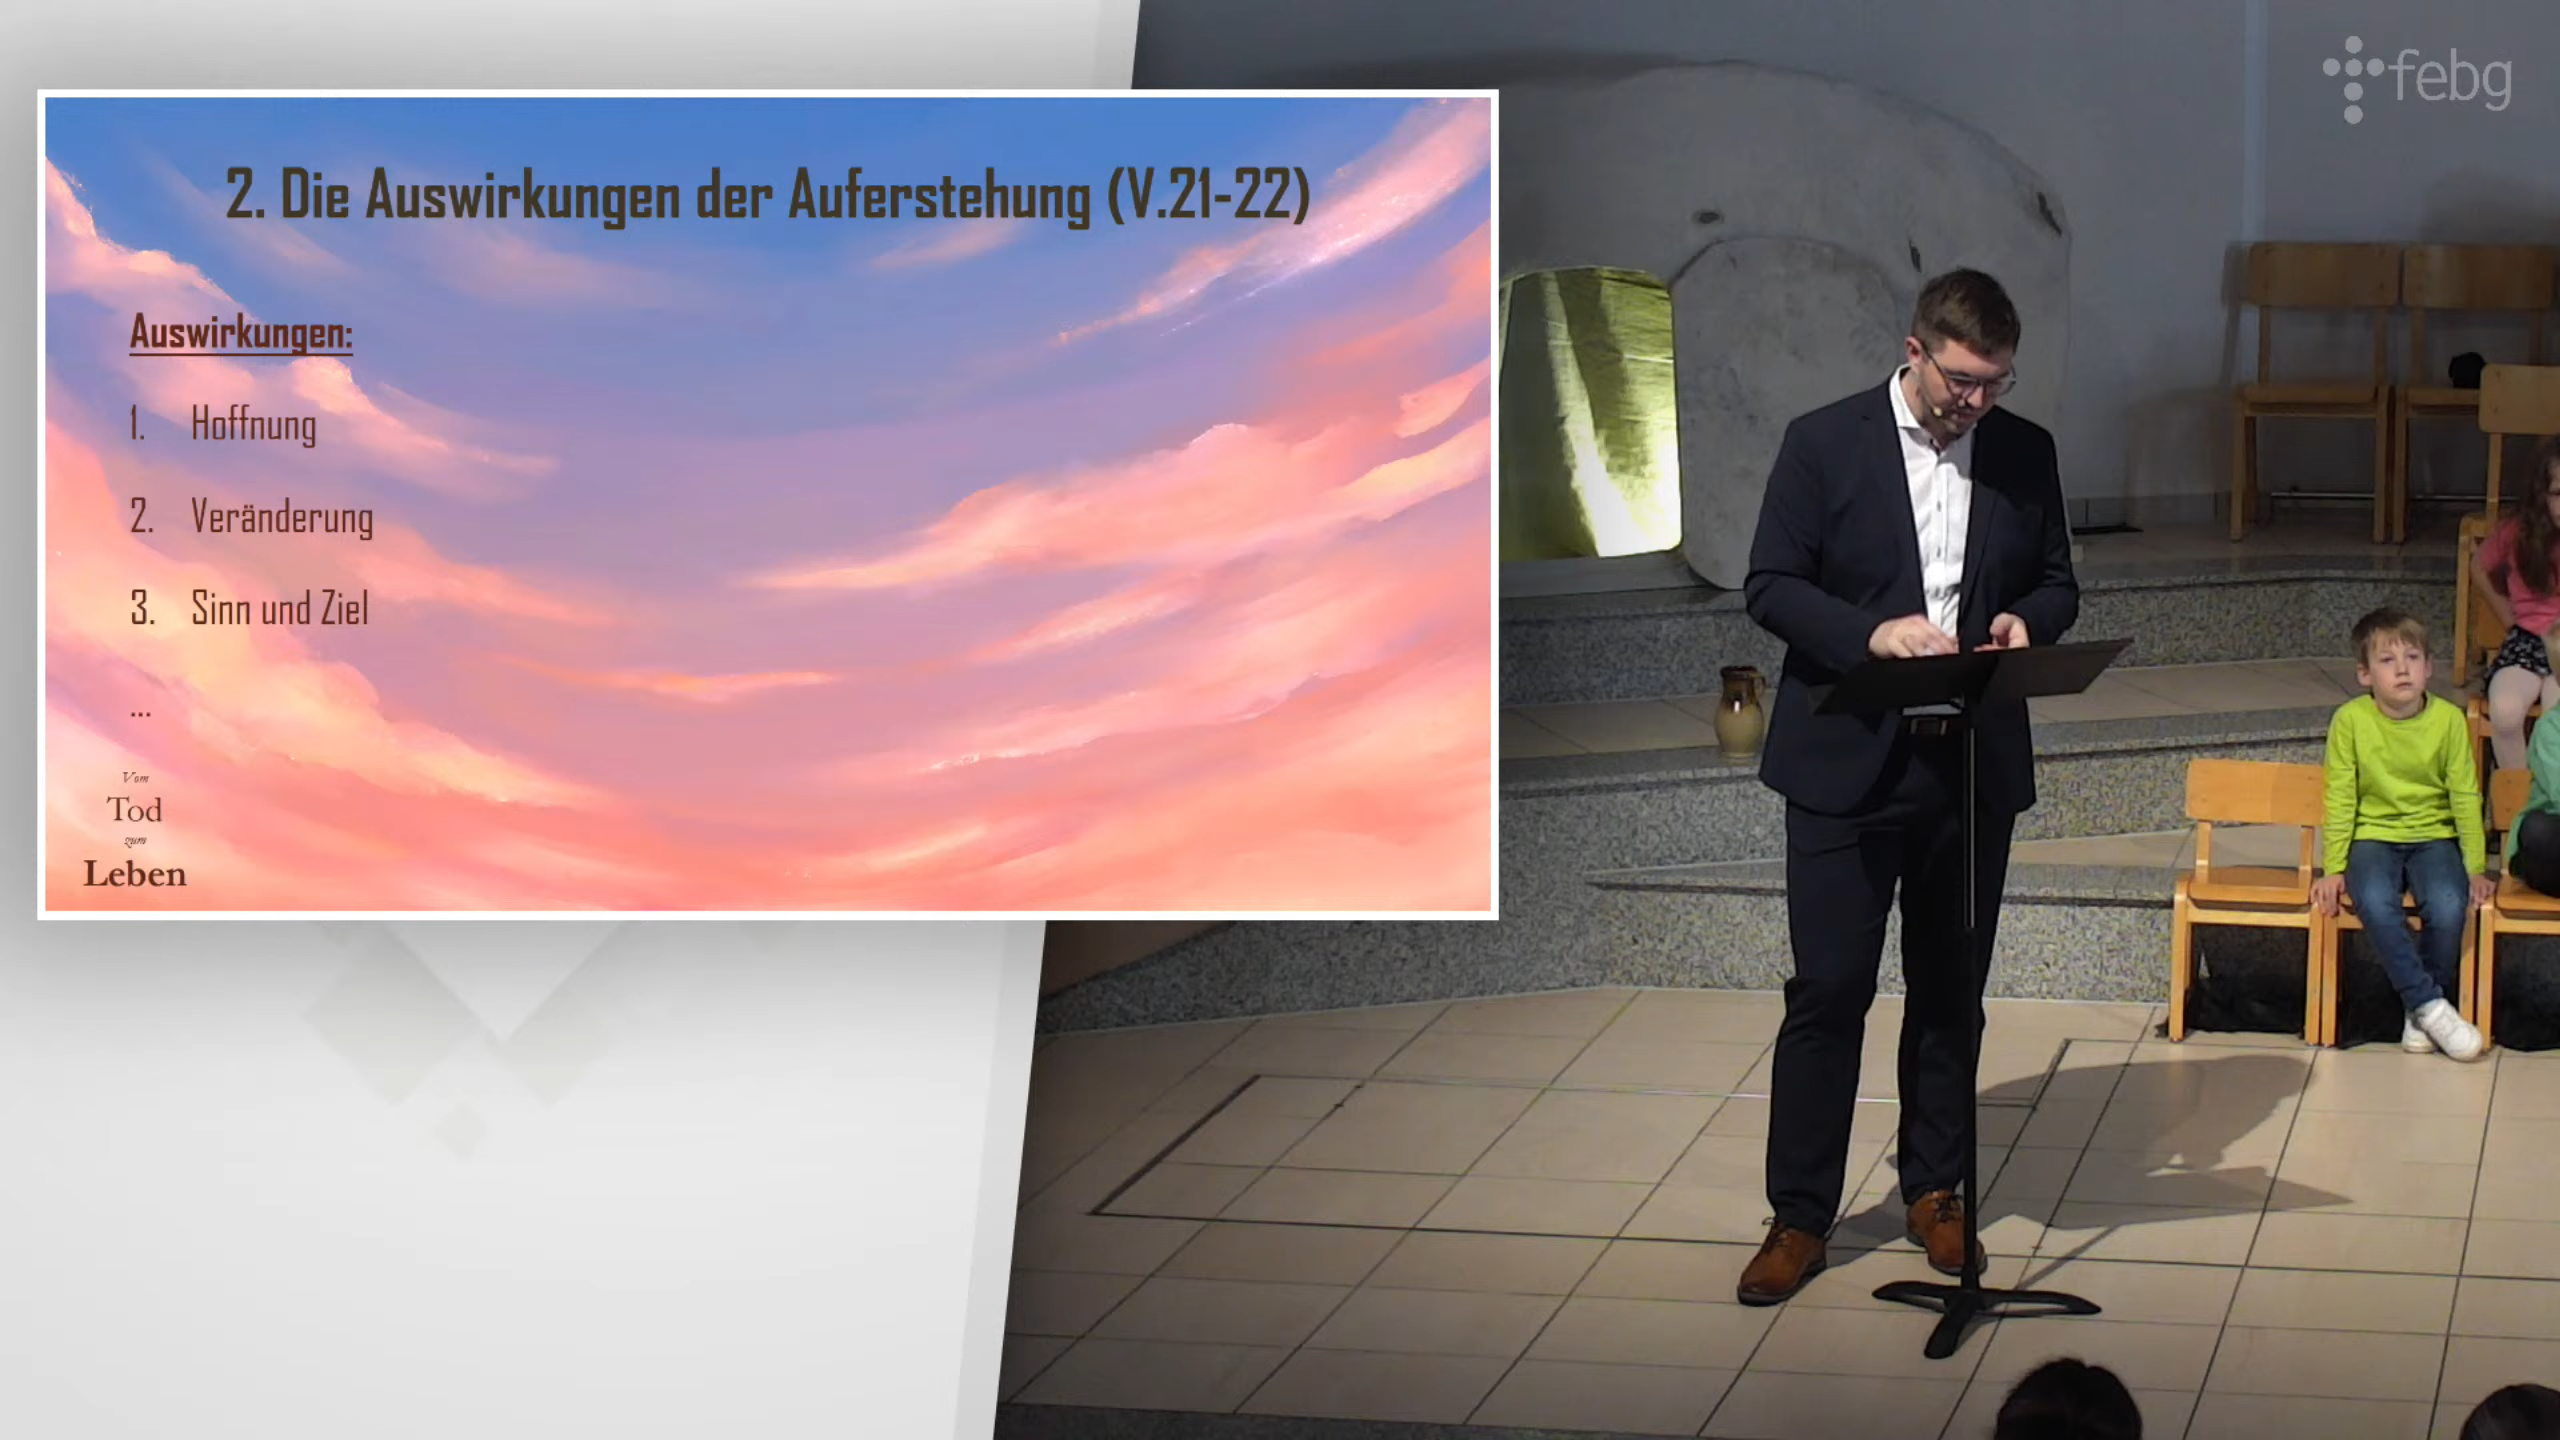 2. Die Auswirkungen der Auferstehung (V.21-22)
Auswirkungen:
1. Hoffnung
2. Veränderung
3. Sinn und Ziel
...
Vom
Tod
zum
Leben
febg